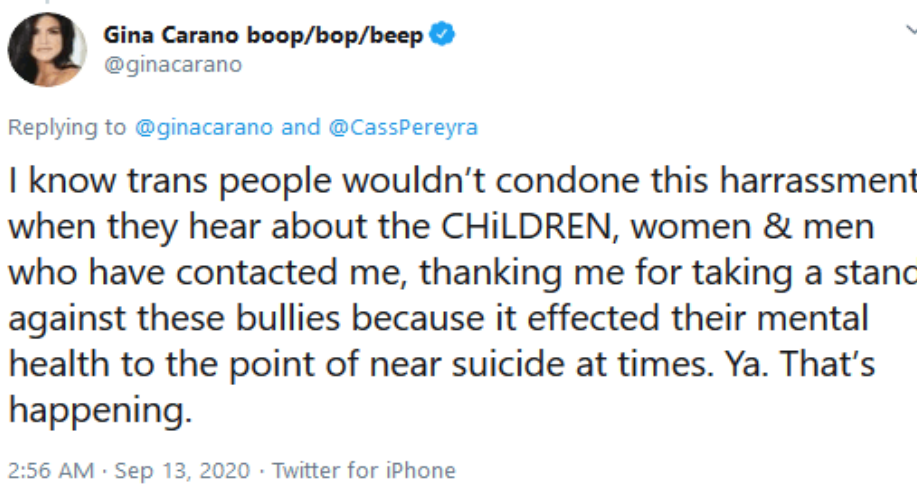 Gina Carano boop/bop/beep
@ginacarano
Replying to @ginacarano and @CassPereyra
I know trans people wouldn't condone this harrassment
when they hear about the CHiLDREN, women & men
who have contacted me, thanking me for taking a stand
against these bullies because it effected their mental
health to the point of near suicide at times. Ya. That's
happening.
2:56 AM · Sep 13, 2020 · Twitter for iPhone